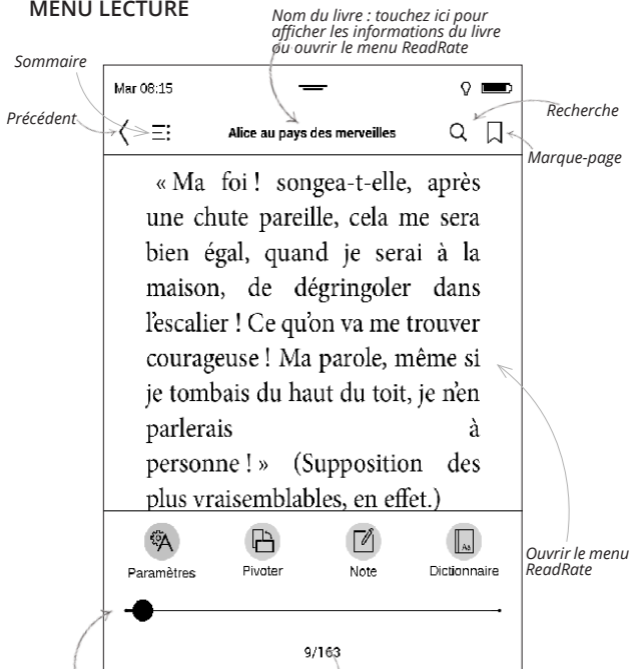 MENU LECTURE
Nom du livre : touchez ici pour
afficher les informations du livre
ou ouvrir le menu ReadRate
Sommaire
Précédent
Recherche
Marque-page
Mar 08:15
Alice au pays des merveilles
« Ma foi ! songea-t-elle, après
une chute pareille, cela me sera
bien égal, quand je serai à la
maison, de dégringoler dans
l'escalier ! Ce qu'on va me trouver
courageuse ! Ma parole, même si
je tombais du haut du toit, je n'en
parlerais à
personne ! » (Supposition des
plus vraisemblables, en effet.)
Ouvrir le menu
ReadRate
Paramètres Pivoter Note Dictionnaire
9/163